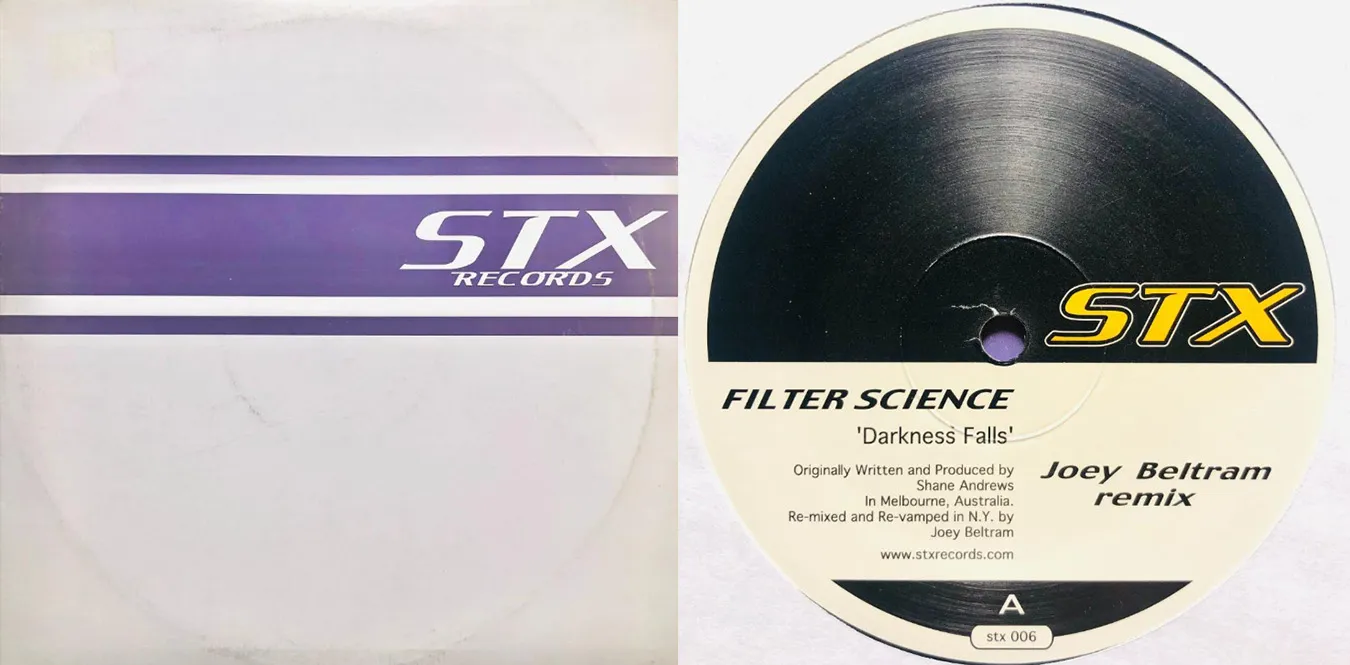 STX
RECORDS
STX
FILTER SCIENCE
'Darkness Falls'
Originally Written and Produced by
Shane Andrews
In Melbourne, Australia.
Re-mixed and Re-vamped in N.Y. by
Joey Beltram
www.stxrecords.com
Joey Beltram
remix
A
stx 006